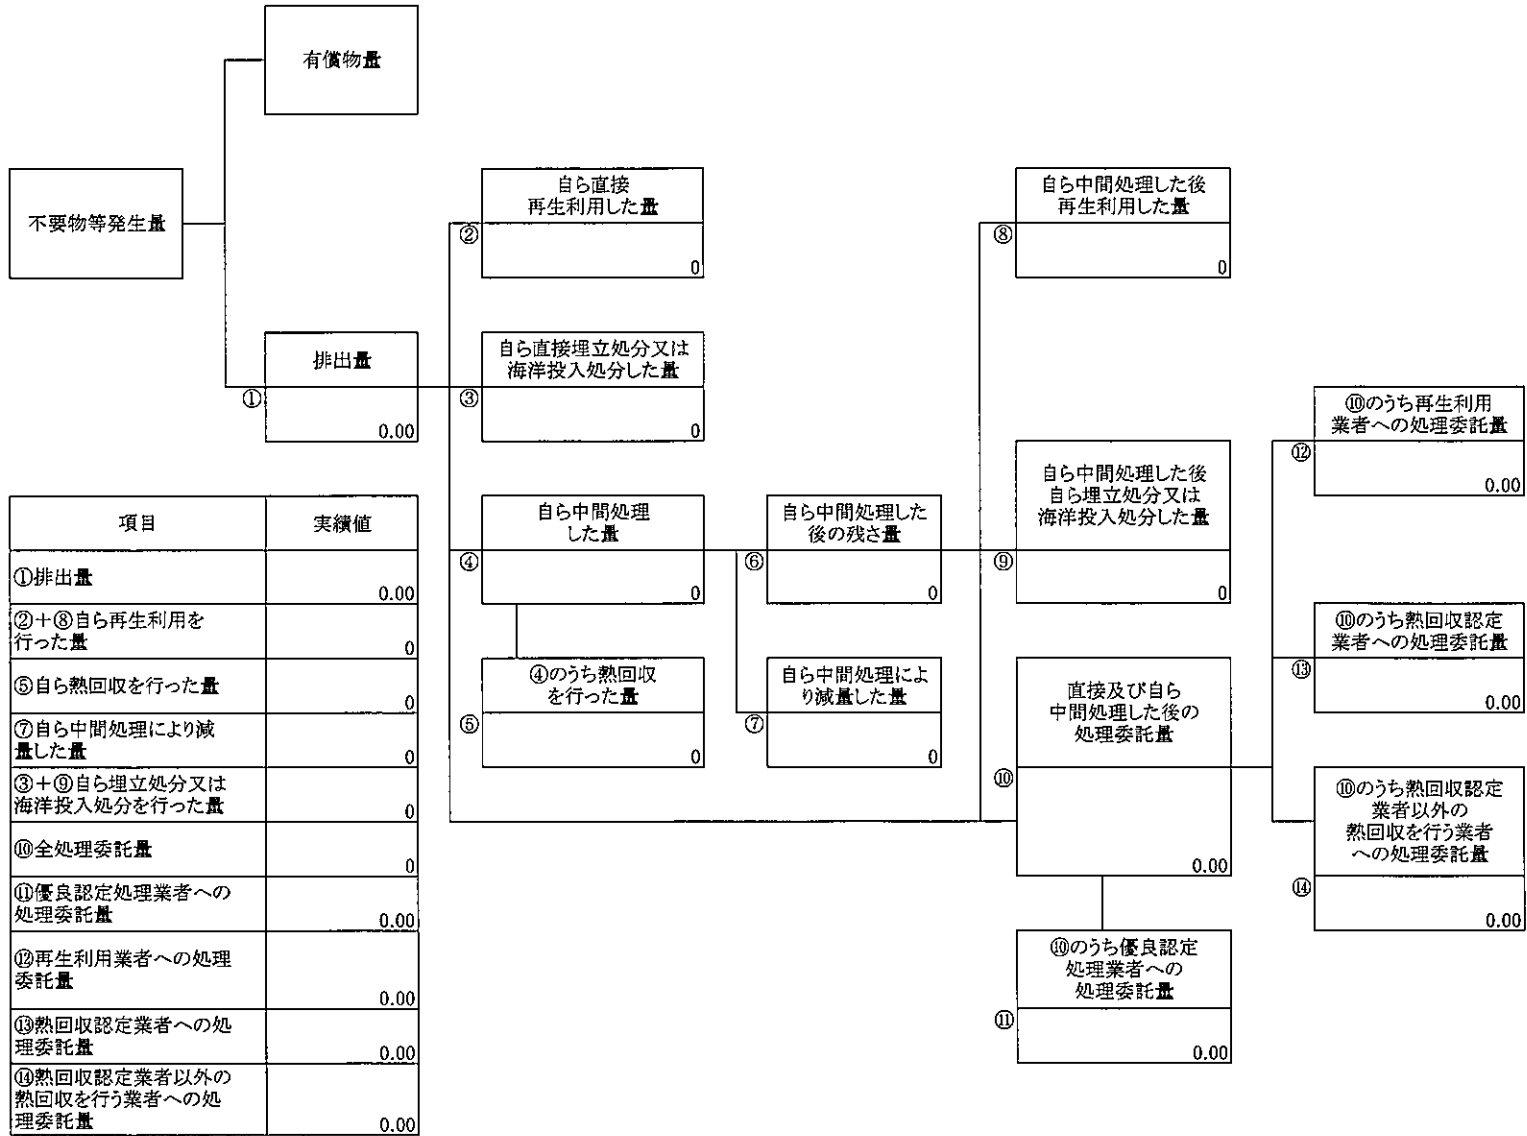 有償物量
不要物等発生量
排出量
①
0.00
自ら直接
再生利用した量
②
0
自ら直接埋立処分又は
海洋投入処分した量
③
0
自ら中間処理
した量
④
0
④のうち熱回収
を行った量
⑤
0
自ら中間処理した
後の残さ量
⑥
0
自ら中間処理によ
り減量した量
⑦
0
自ら中間処理した後
再生利用した量
⑧
0
自ら中間処理した後
自ら埋立処分又は
海洋投入処分した量
⑨
0
直接及び自ら
中間処理した後の
処理委託量
⑩
0.00
⑩のうち優良認定
処理業者への
処理委託量
⑪
0.00
⑩のうち再生利用
業者への処理委託量
⑫
0.00
⑩のうち熱回収認定
業者への処理委託量
⑬
0.00
⑩のうち熱回収認定
業者以外の
熱回収を行う業者
への処理委託量
⑭
0.00
項目 実績値
①排出量
0.00
②+⑧自ら再生利用を
行った量
0
⑤自ら熱回収を行った量
0
⑦自ら中間処理により減
量した量
0
③+⑨自ら埋立処分又は
海洋投入処分を行った量
0
⑩全処理委託量
0
⑪優良認定処理業者への
処理委託量
0.00
⑫再生利用業者への処理
委託量
0.00
⑬熱回収認定業者への処
理委託量
0.00
⑭熱回収認定業者以外の
熱回収を行う業者への処
理委託量
0.00